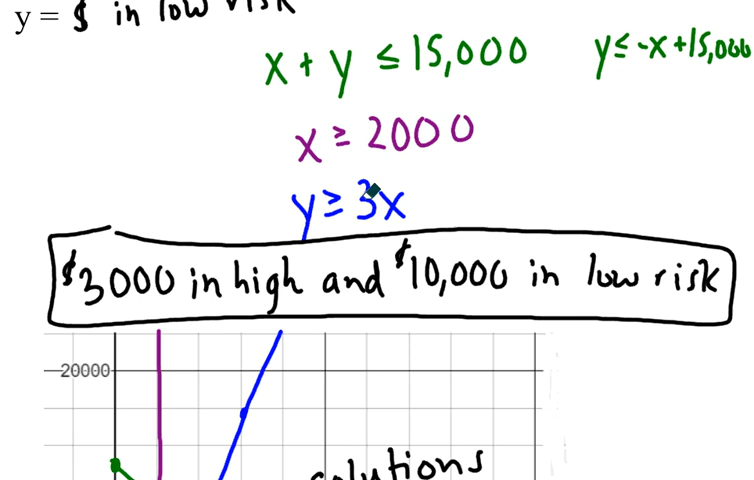 y = $ in low risk
x + y ≤ 15,000 y ≤ -x + 15,000
x ≥ 2000
y ≥ 3x
$3000 in high and $10,000 in low risk
20000
solutions